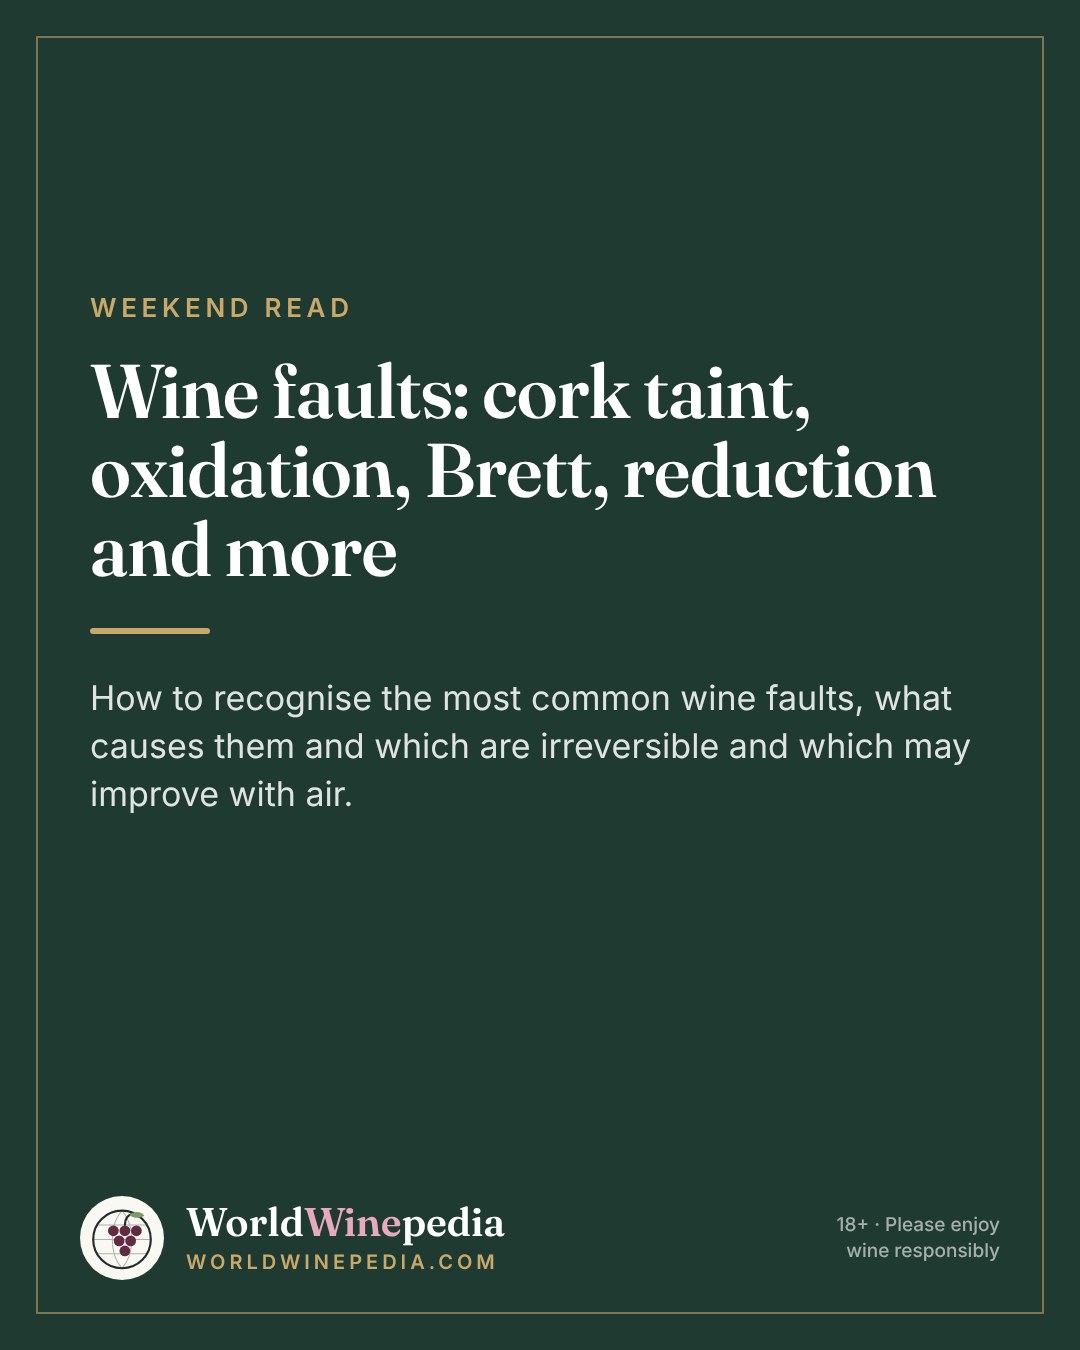 WEEKEND READ
Wine faults: cork taint,
oxidation, Brett, reduction
and more
How to recognise the most common wine faults, what
causes them and which are irreversible and which may
improve with air.
WorldWinepedia
WORLDWINEPEDIA.COM
18+ · Please enjoy
wine responsibly